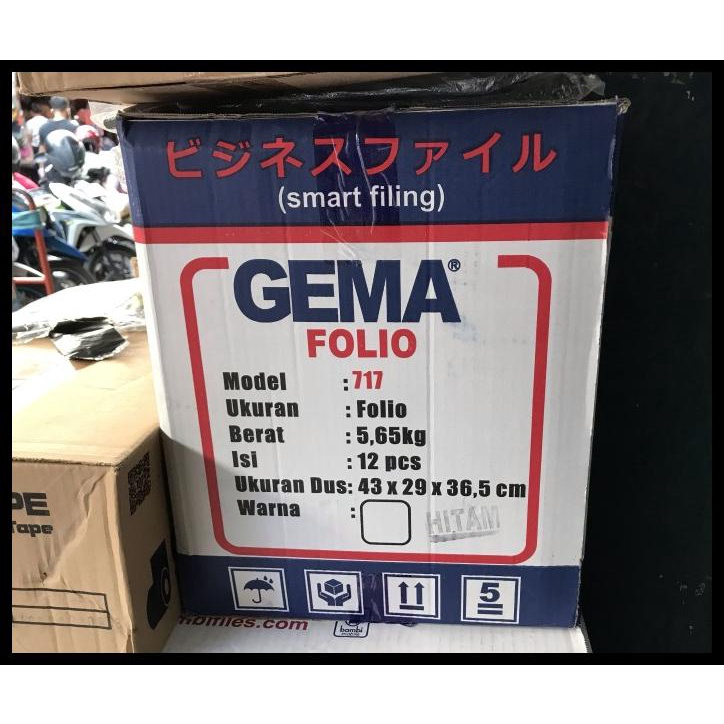 ビジネスファイル
(smart filing)
GEMA®
FOLIO
Model : 717
Ukuran : Folio
Berat : 5,65kg
Isi : 12 pcs
Ukuran Dus: 43 x 29 x 36,5 cm
Warna :
HITAM
5
PE
Tape
bifiles.com
bambi